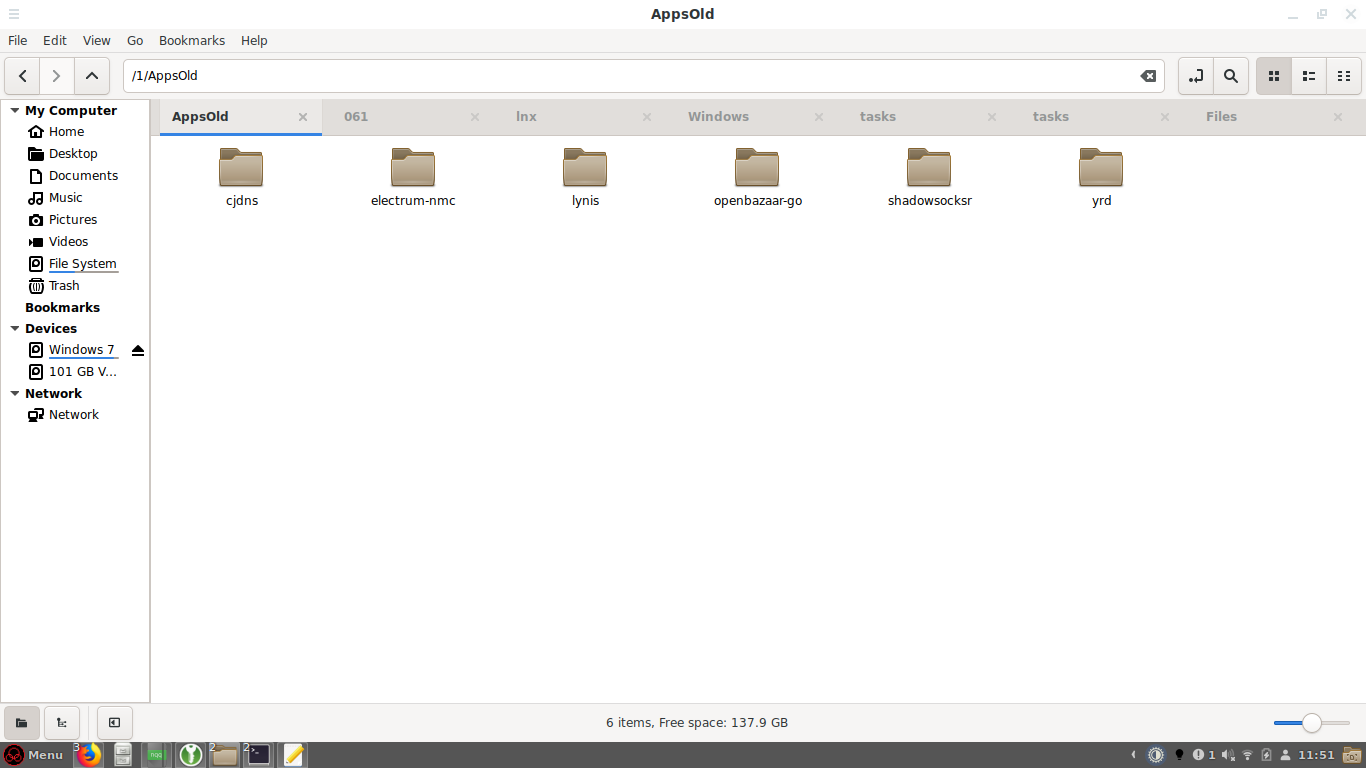 AppsOld
File Edit View Go Bookmarks Help
/1/AppsOld
My Computer
Home
Desktop
Documents
Music
Pictures
Videos
File System
Trash
Bookmarks
Devices
Windows 7
101 GB V...
Network
Network
AppsOld 061 lnx Windows tasks tasks Files
cjdns electrum-nmc lynis openbazaar-go shadowsocksr yrd
6 items, Free space: 137.9 GB
Menu 3 2 2 1 11:51